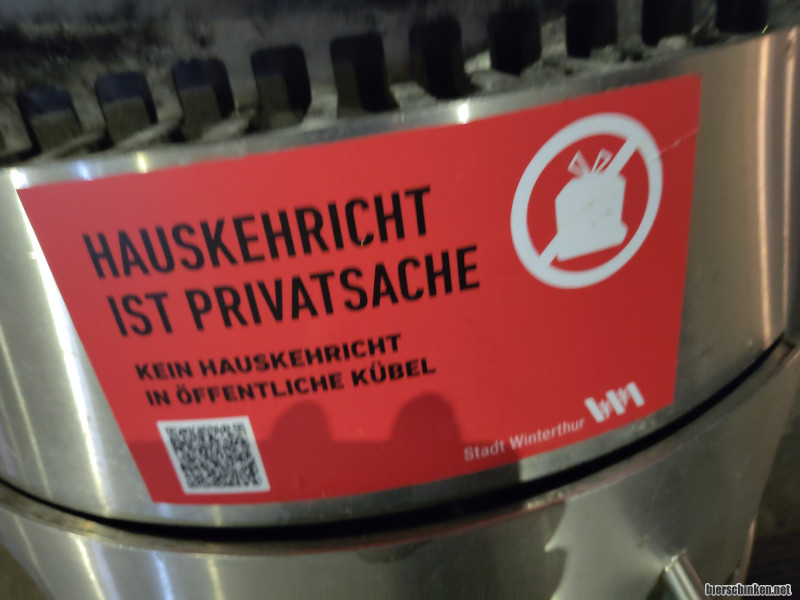 HAUSKEHRICHT
IST PRIVATSACHE
KEIN HAUSKEHRICHT
IN ÖFFENTLICHE KÜBEL
Stadt Winterthur
bierschinken.net